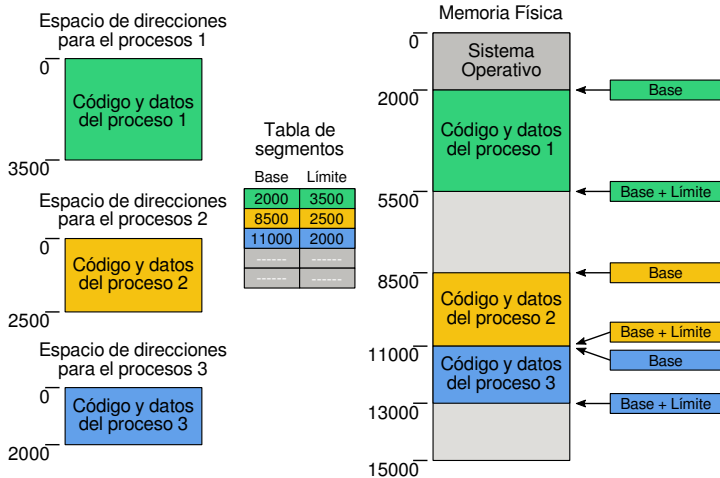 Espacio de direcciones
para el procesos 1
0
Código y datos
del proceso 1
3500
Espacio de direcciones
para el procesos 2
0
Código y datos
del proceso 2
2500
Espacio de direcciones
para el procesos 3
0
Código y datos
del proceso 3
2000
Tabla de
segmentos
Base Límite
2000 3500
8500 2500
11000 2000
------ ------
------ ------
Memoria Física
0
Sistema
Operativo
2000
Base
Código y datos
del proceso 1
5500
Base + Límite
8500
Base
Código y datos
del proceso 2
Base + Límite
11000
Base
Código y datos
del proceso 3
13000
Base + Límite
15000